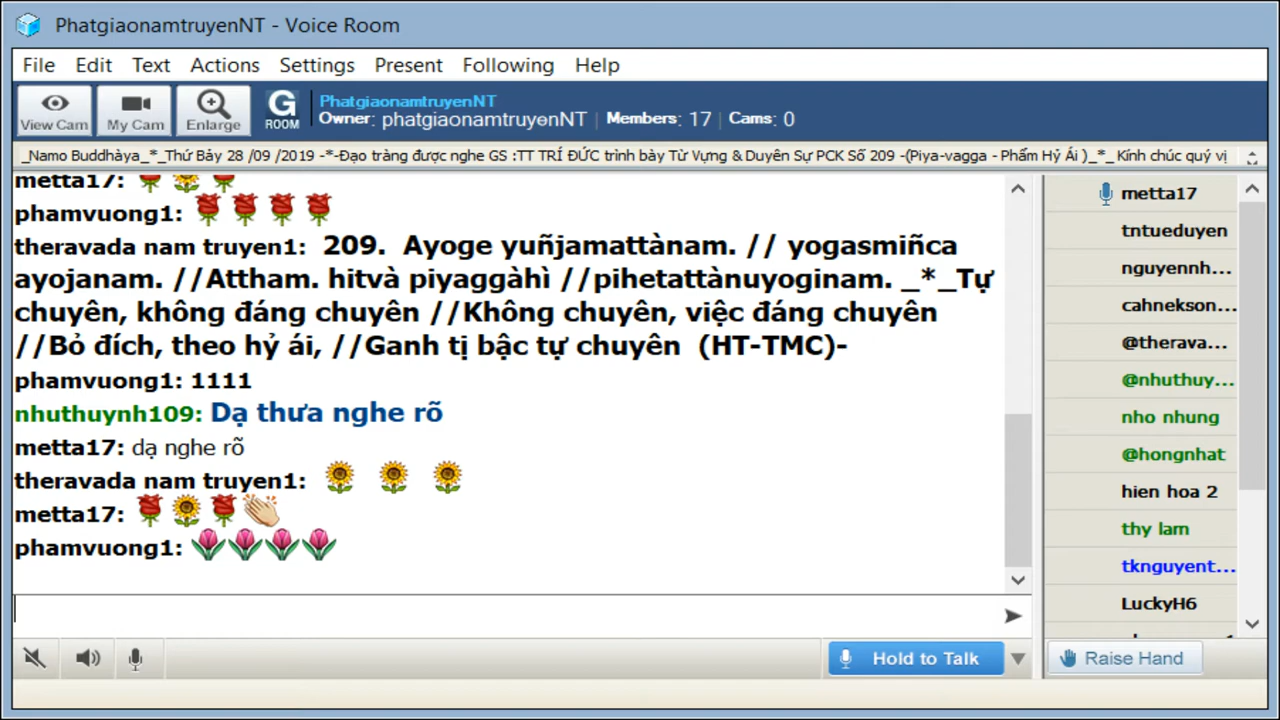 PhatgiaonamtruyenNT - Voice Room
File Edit Text Actions Settings Present Following Help
View Cam My Cam Enlarge G ROOM
PhatgiaonamtruyenNT
Owner: phatgiaonamtruyenNT | Members: 17 | Cams: 0
_Namo Buddhàya_*_Thứ Bảy 28 /09 /2019 -*-Đạo tràng được nghe GS :TT TRÍ ĐỨC trình bày Từ Vựng & Duyên Sự PCK Số 209 -(Piya-vagga - Phẩm Hỷ Ái )_*_ Kính chúc quý vị
metta17:
phamvuong1:
theravada nam truyen1: 209. Ayoge yuñjamattànam. // yogasmiñca
ayojanam. //Attham. hitvà piyaggàhì //pihetattànuyoginam. _*_Tự
chuyên, không đáng chuyên //Không chuyên, việc đáng chuyên
//Bỏ đích, theo hỷ ái, //Ganh tị bậc tự chuyên (HT-TMC)-
phamvuong1: 1111
nhuthuynh109: Dạ thưa nghe rõ
metta17: dạ nghe rõ
theravada nam truyen1:
metta17:
phamvuong1:
metta17
tntueduyen
nguyennh...
cahnekson...
@therava...
@nhuthuy...
nho nhung
@hongnhat
hien hoa 2
thy lam
tknguyent...
LuckyH6
Hold to Talk
Raise Hand